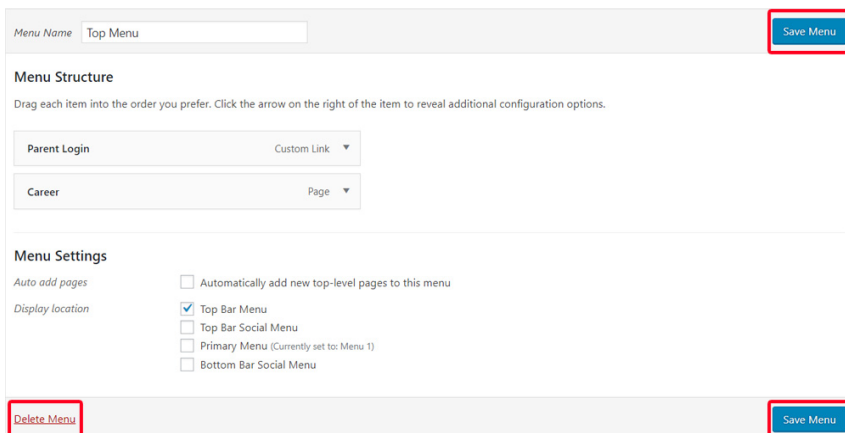 Menu Name Top Menu Save Menu
Menu Structure
Drag each item into the order you prefer. Click the arrow on the right of the item to reveal additional configuration options.
Parent Login Custom Link
Career Page
Menu Settings
Auto add pages Automatically add new top-level pages to this menu
Display location Top Bar Menu
Top Bar Social Menu
Primary Menu (Currently set to: Menu 1)
Bottom Bar Social Menu
Delete Menu Save Menu